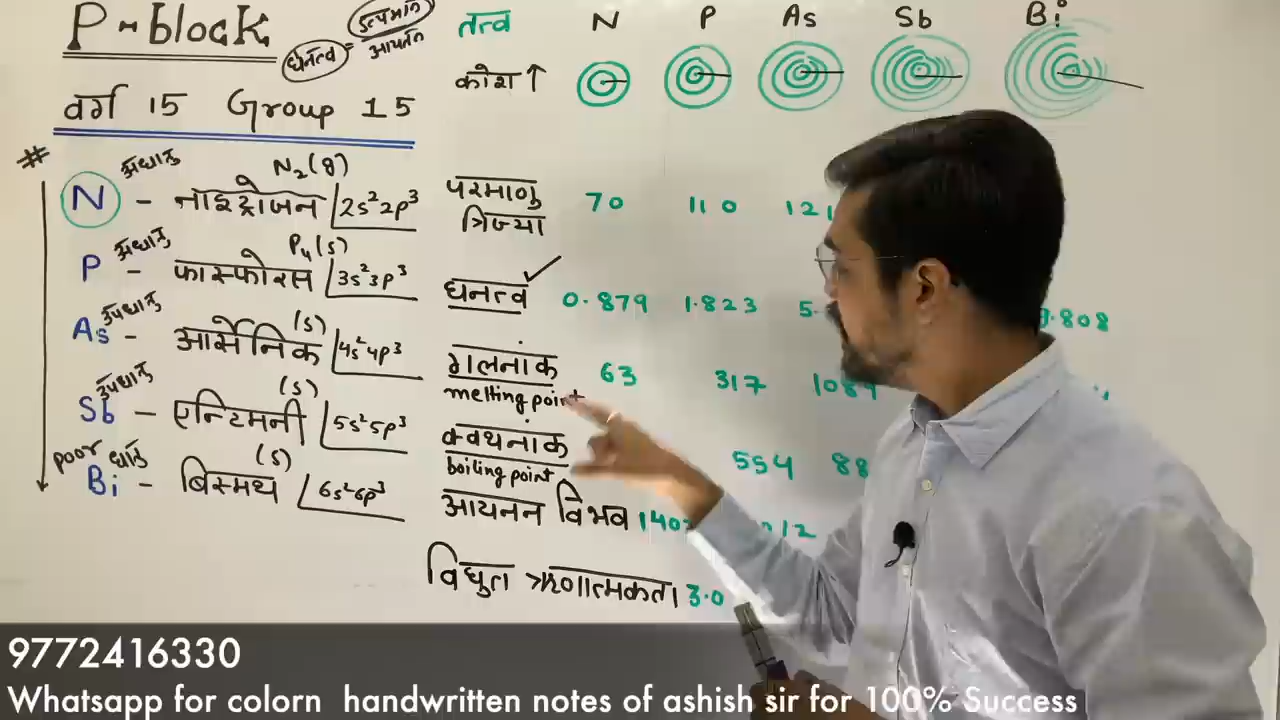 P-block
धनत्व = द्रव्यमान / आयतन
वर्ग 15 Group 15
#
अधातु N₂(g)
N - नाइट्रोजन 2s²2p³
अधातु P₄(s)
P - फास्फोरस 3s²3p³
उपधातु (s)
As - आर्सेनिक 4s²4p³
उपधातु (s)
Sb - एन्टिमनी 5s²5p³
poor धातु (s)
Bi - बिस्मथ 6s²6p³
तत्व N P As Sb Bi
कोश ↑
परमाणु त्रिज्या 70 110 121
घनत्व 0.879 1.823 5. 9.808
गलनांक 63 317 1089
melting point
क्वथनांक 554 88
boiling point
आयनन विभव 140 012
विधुत ऋणात्मकता 3.0
9772416330
Whatsapp for colorn handwritten notes of ashish sir for 100% Success